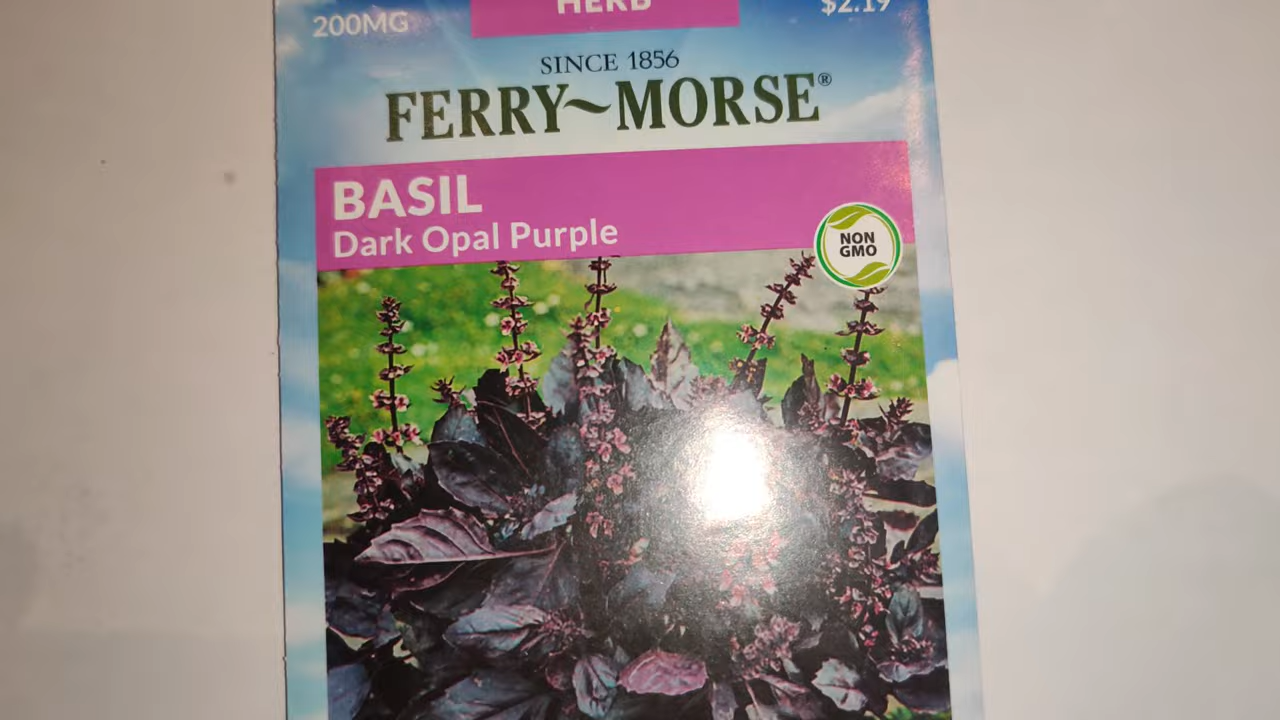 HERB
200MG
$2.19
SINCE 1856
FERRY~MORSE®
BASIL
Dark Opal Purple
NON
GMO